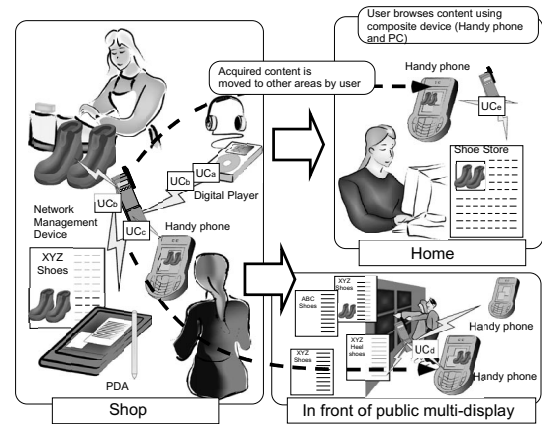 User browses content using
composite device (Handy phone
and PC)
Handy phone
Acquired content is
moved to other areas by user
UCe
Shoe Store
UCa
UCb
Digital Player
UCb
Network
Management
Device
UCc
Handy phone
Home
XYZ
Shoes
XYZ
Shoes
ABC
Shoes
Handy phone
XYZ
Heal
shoes
UCd
XYZ
Shoes
Handy phone
PDA
Shop
In front of public multi-display